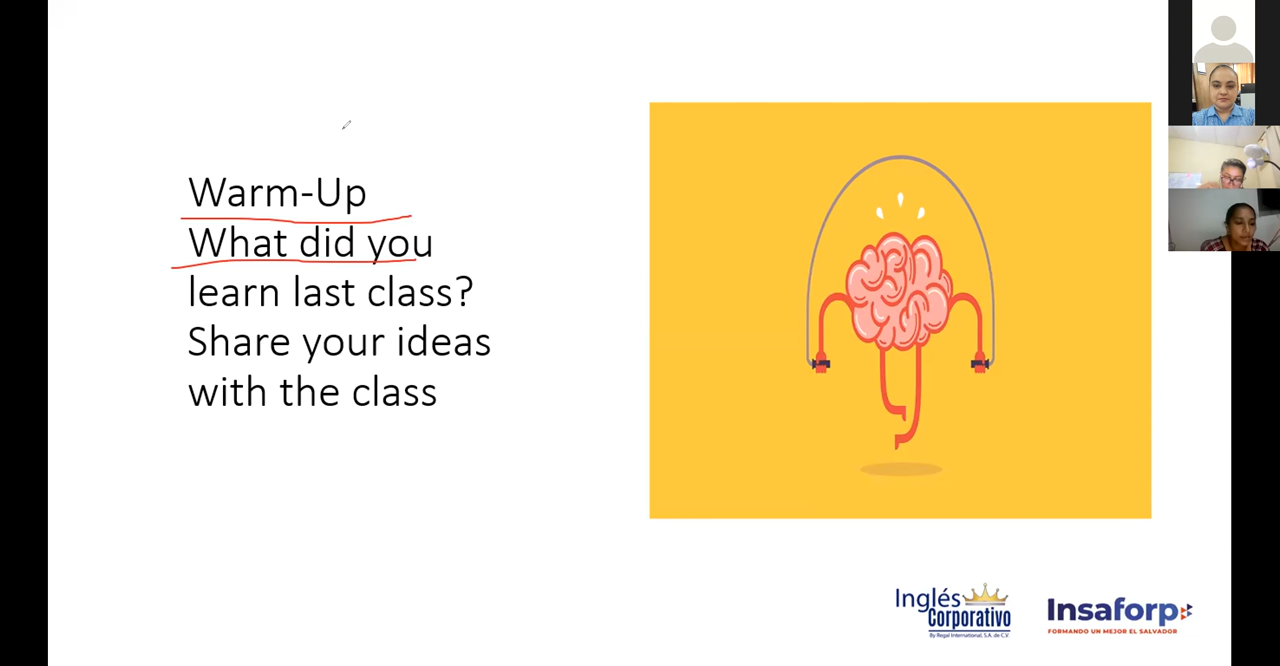 Warm-Up
What did you
learn last class?
Share your ideas
with the class
Inglés
Corporativo
By Regal International, S.A. de C.V.
Insaforp
FORMANDO UN MEJOR EL SALVADOR